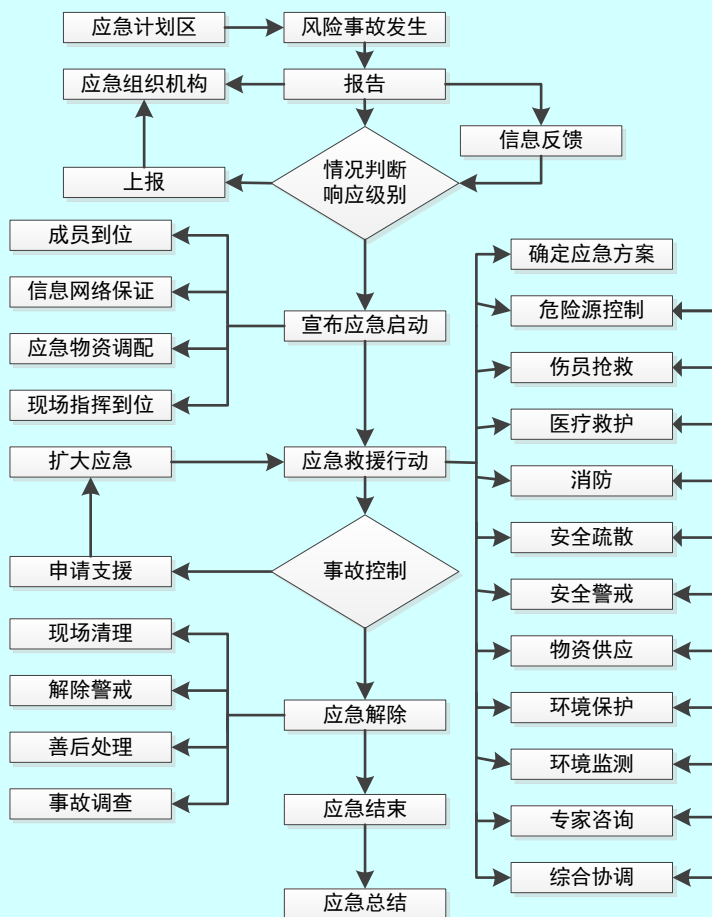 应急计划区
风险事故发生
应急组织机构
报告
信息反馈
上报
情况判断
响应级别
成员到位
信息网络保证
应急物资调配
现场指挥到位
宣布应急启动
确定应急方案
危险源控制
伤员抢救
医疗救护
消防
安全疏散
安全警戒
物资供应
环境保护
环境监测
专家咨询
综合协调
扩大应急
应急救援行动
申请支援
事故控制
现场清理
解除警戒
善后处理
事故调查
应急解除
应急结束
应急总结